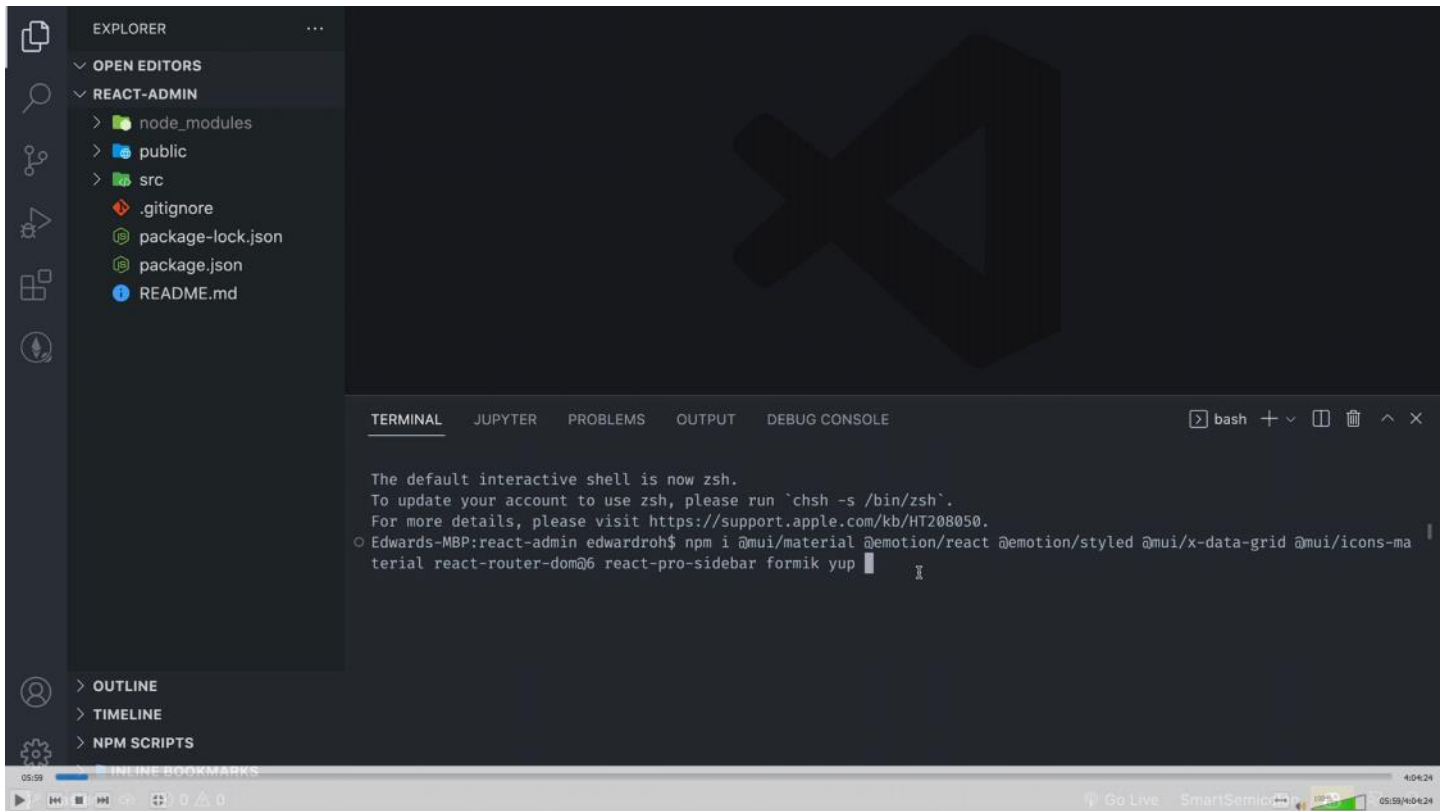 EXPLORER ...
OPEN EDITORS
REACT-ADMIN
node_modules
public
src
.gitignore
package-lock.json
package.json
README.md
TERMINAL JUPYTER PROBLEMS OUTPUT DEBUG CONSOLE bash
The default interactive shell is now zsh.
To update your account to use zsh, please run `chsh -s /bin/zsh`.
For more details, please visit https://support.apple.com/kb/HT208050.
Edwards-MBP:react-admin edwardroh$ npm i @mui/material @emotion/react @emotion/styled @mui/x-data-grid @mui/icons-ma
terial react-router-dom@6 react-pro-sidebar formik yup
OUTLINE
TIMELINE
NPM SCRIPTS
INLINE BOOKMARKS
05:59 4:04:24
0 0 Go Live 100% 05:59/4:04:24